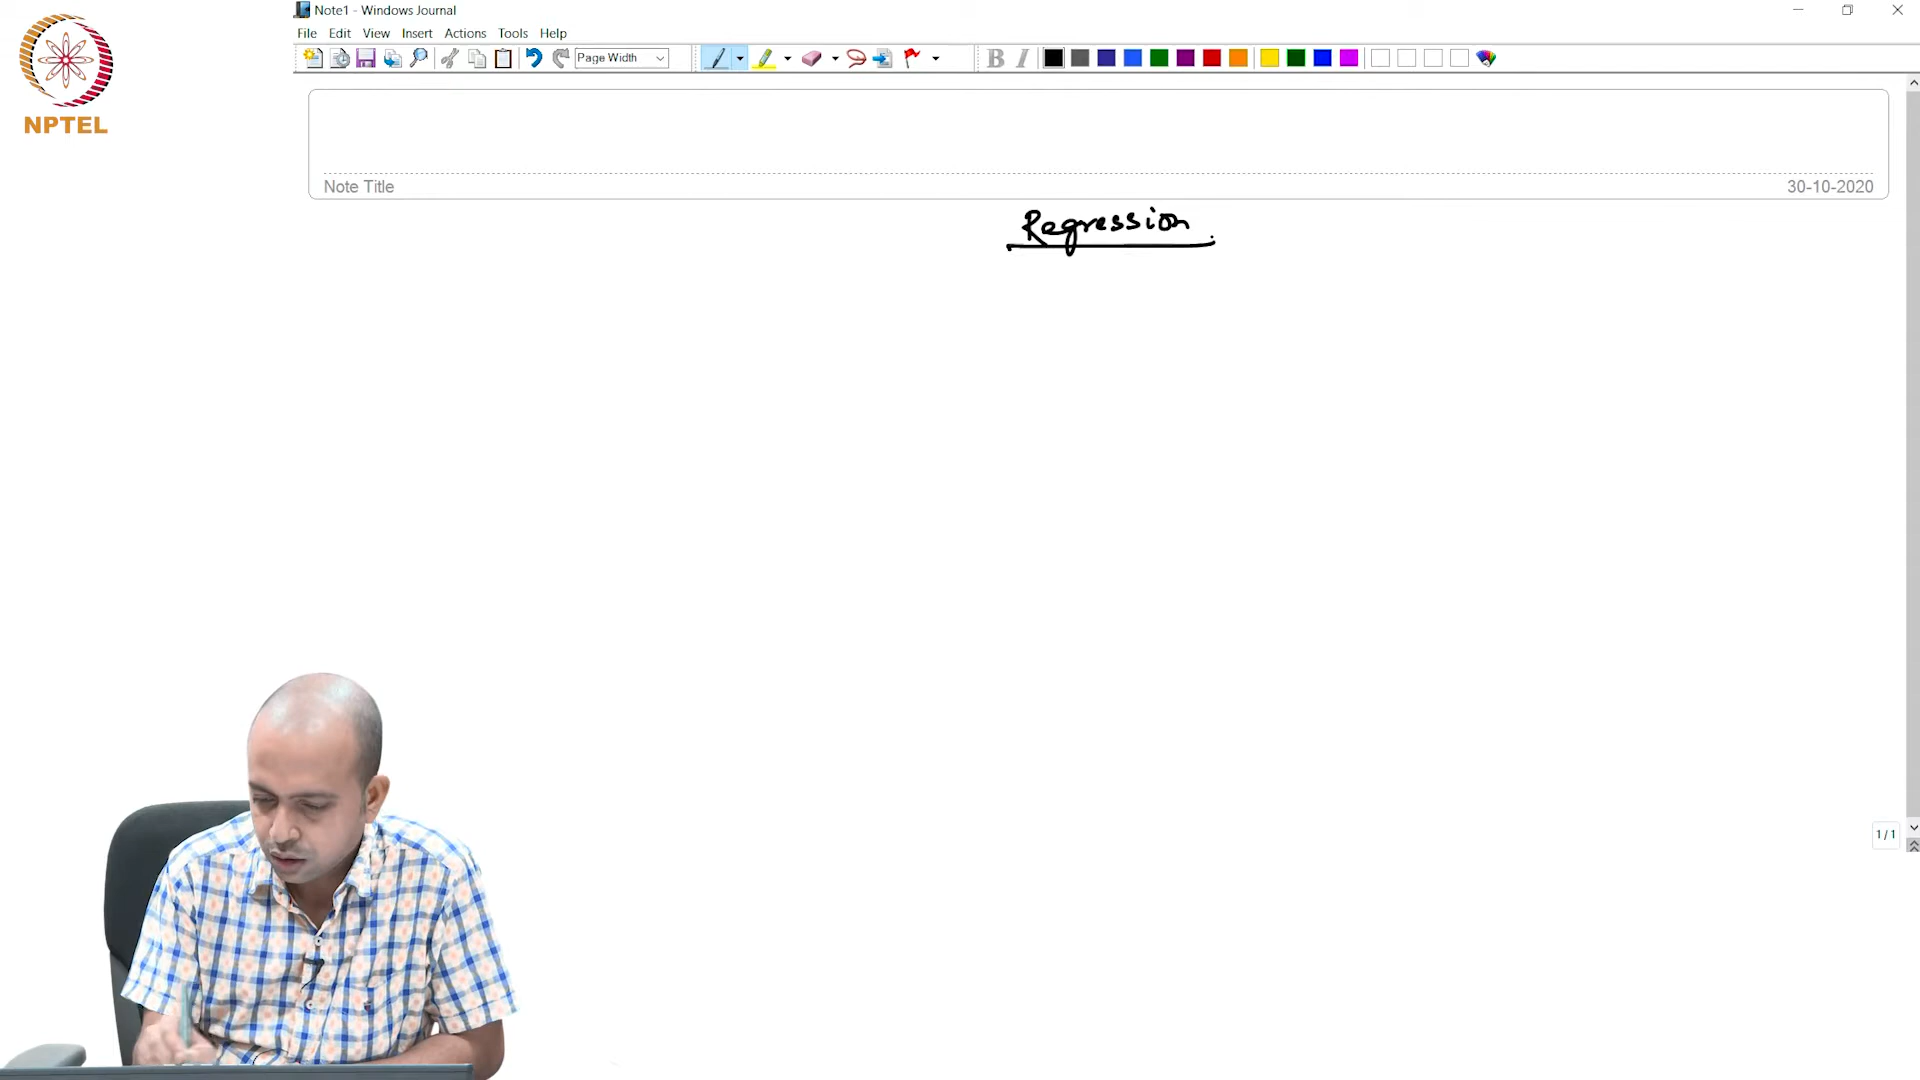 Note1 - Windows Journal
File Edit View Insert Actions Tools Help
Page Width
B I
NPTEL
Note Title
30-10-2020
Regression
1 / 1